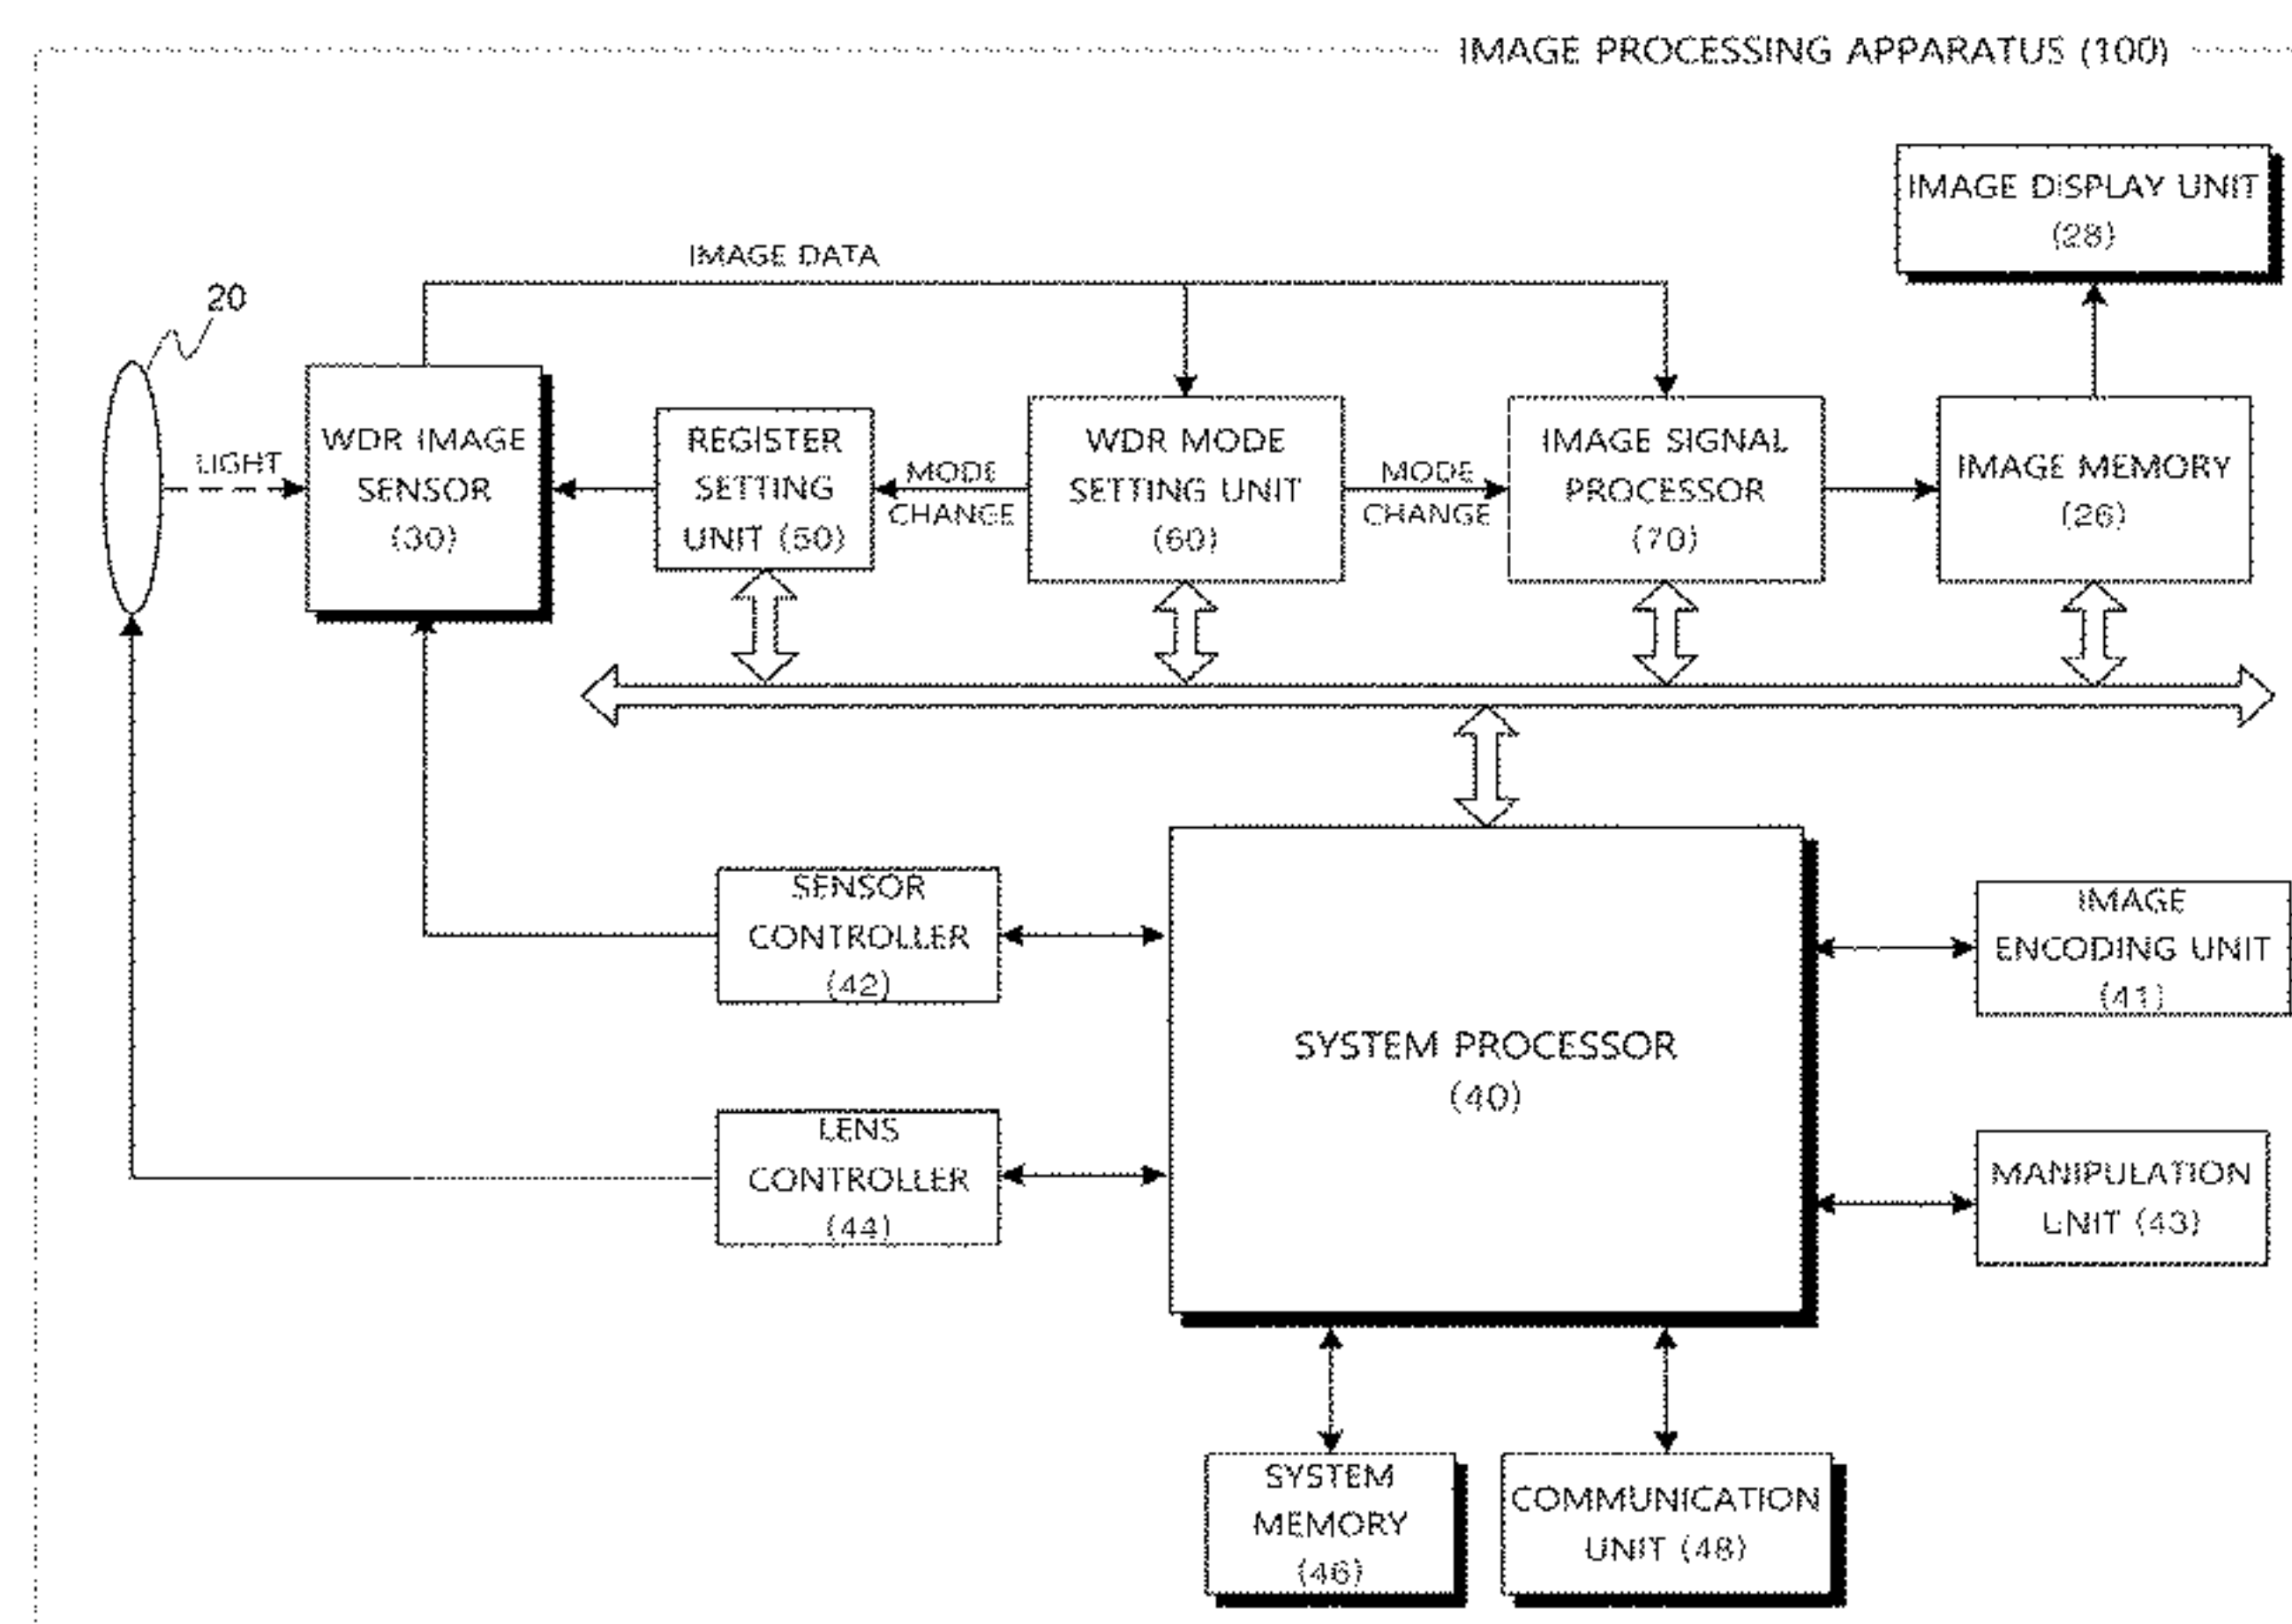 IMAGE PROCESSING APPARATUS (100)
IMAGE DISPLAY UNIT
(28)
IMAGE DATA
20
LIGHT
WDR IMAGE
SENSOR
(30)
REGISTER
SETTING
UNIT (50)
MODE
CHANGE
WDR MODE
SETTING UNIT
(60)
MODE
CHANGE
IMAGE SIGNAL
PROCESSOR
(70)
IMAGE MEMORY
(26)
SENSOR
CONTROLLER
(42)
LENS
CONTROLLER
(44)
SYSTEM PROCESSOR
(40)
IMAGE
ENCODING UNIT
(41)
MANIPULATION
UNIT (43)
SYSTEM
MEMORY
(46)
COMMUNICATION
UNIT (48)